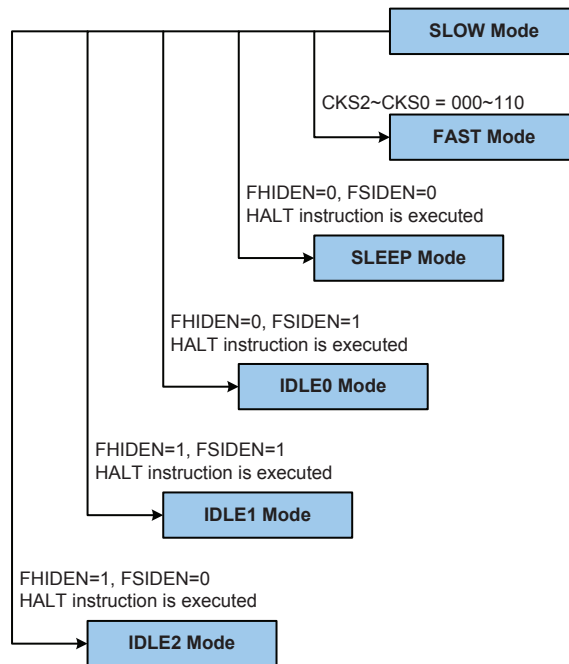 SLOW Mode
CKS2~CKS0 = 000~110
FAST Mode
FHIDEN=0, FSIDEN=0
HALT instruction is executed
SLEEP Mode
FHIDEN=0, FSIDEN=1
HALT instruction is executed
IDLE0 Mode
FHIDEN=1, FSIDEN=1
HALT instruction is executed
IDLE1 Mode
FHIDEN=1, FSIDEN=0
HALT instruction is executed
IDLE2 Mode